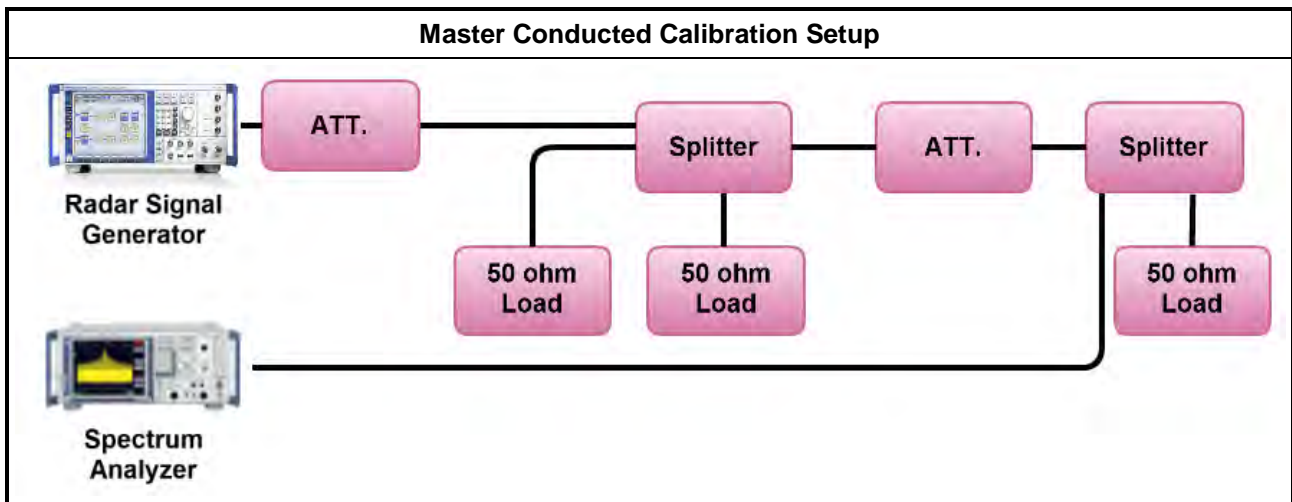 Master Conducted Calibration Setup
ATT.
Splitter
ATT.
Splitter
Radar Signal
Generator
50 ohm
Load
50 ohm
Load
50 ohm
Load
Spectrum
Analyzer